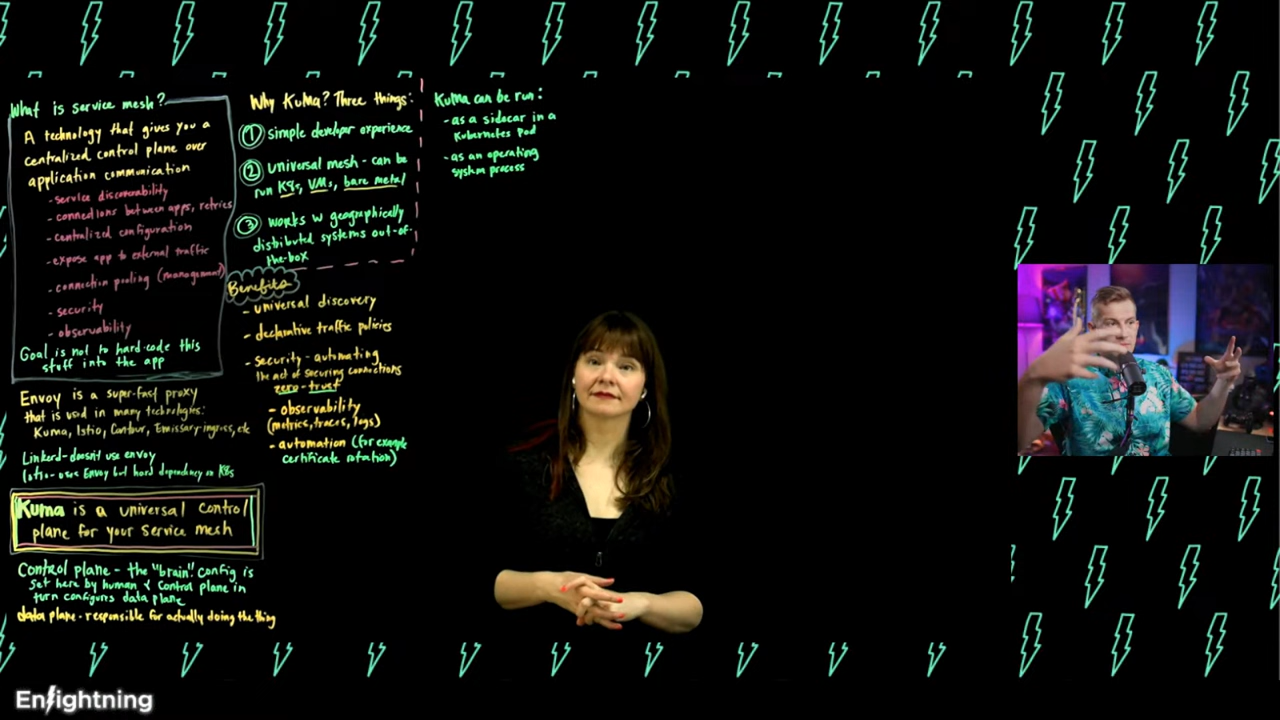 What is service mesh?
A technology that gives you a
centralized control plane over
application communication
- service discoverability
- connections between apps, retries
- centralized configuration
- expose app to external traffic
- connection pooling (management)
- security
- observability
Goal is not to hard-code this
stuff into the app
Envoy is a super-fast proxy
that is used in many technologies:
Kuma, Istio, Contour, Emissary-ingress, etc
Linkerd - doesn't use envoy
Istio - uses Envoy but hard dependency on K8s
Kuma is a universal control
plane for your service mesh
Control plane - the "brain". Config is
set here by human & control plane in
turn configures data plane
data plane - responsible for actually doing the thing
Why Kuma? Three things:
1 simple developer experience
2 universal mesh - can be
run K8s, VMs, bare metal
3 works w geographically
distributed systems out-of-
the-box
Benefits
- universal discovery
- declarative traffic policies
- security - automating
the act of securing connections
zero-trust
- observability
(metrics, traces, logs)
- automation (for example
certificate rotation)
Kuma can be run:
- as a sidecar in a
Kubernetes pod
- as an operating
system process
Enlightning